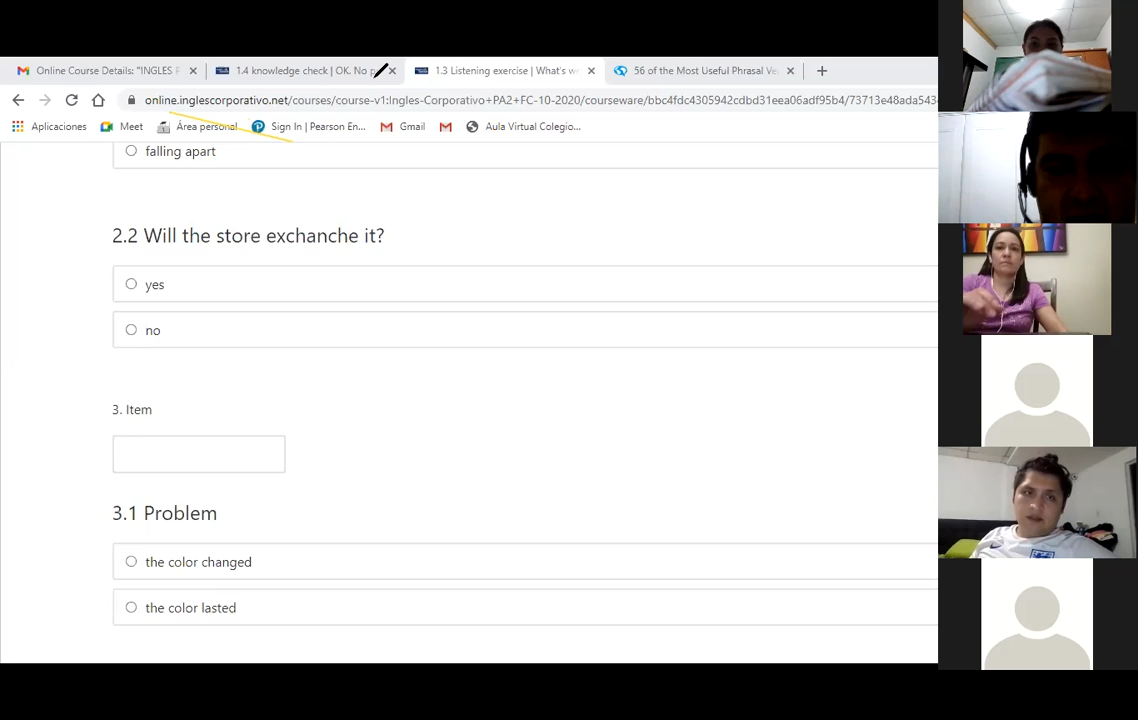 Online Course Details: "INGLES P
1.4 knowledge check | OK. No p
1.3 Listening exercise | What's w
56 of the Most Useful Phrasal Ve
online.inglescorporativo.net/courses/course-v1:Ingles-Corporativo+PA2+FC-10-2020/courseware/bbc4fdc4305942cdbd31eea06adf95b4/73713e48ada543
Aplicaciones
Meet
Área personal
Sign In | Pearson En...
Gmail
Aula Virtual Colegio...
falling apart
2.2 Will the store exchanche it?
yes
no
3. Item
3.1 Problem
the color changed
the color lasted